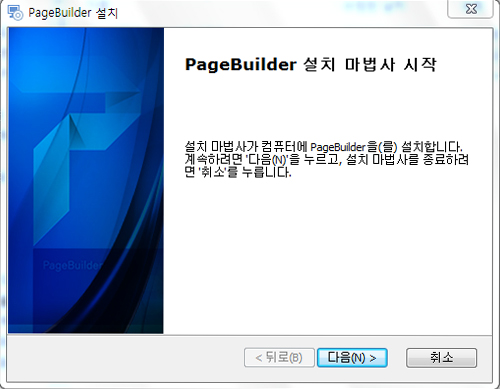 PageBuilder 설치
PageBuilder 설치 마법사 시작
설치 마법사가 컴퓨터에 PageBuilder을(를) 설치합니다.
계속하려면 '다음(N)'을 누르고, 설치 마법사를 종료하려
면 '취소'를 누릅니다.
PageBuilder
< 뒤로(B)
다음(N) >
취소